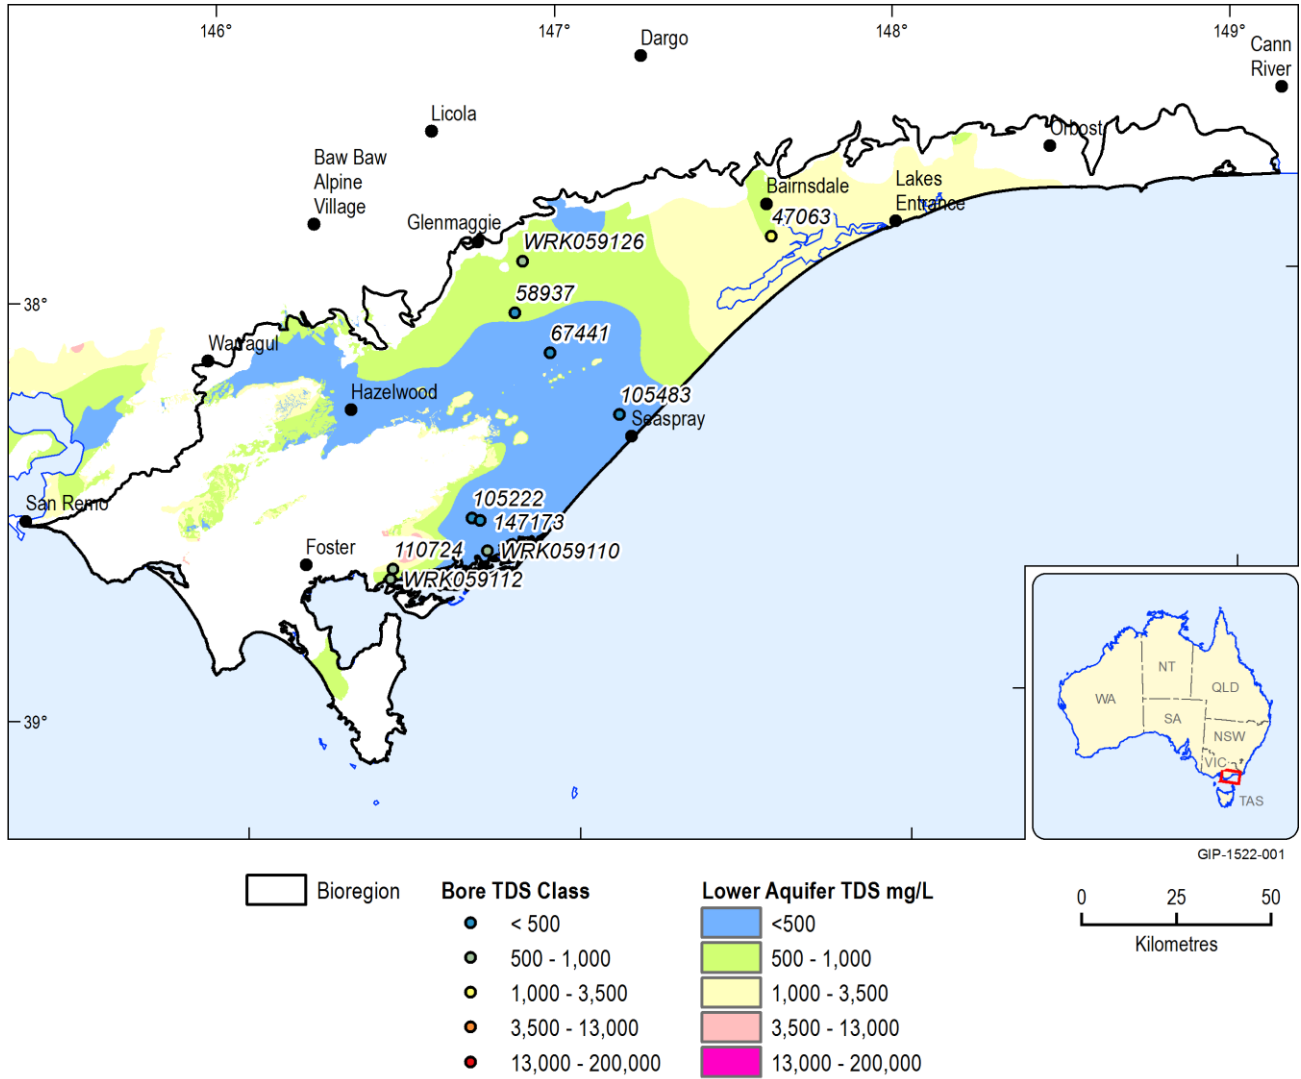 146°
147°
148°
149°
Dargo
Cann
River
Licola
Orbost
Baw Baw
Alpine
Village
Bairnsdale
Lakes
Entrance
Glenmaggie
47063
WRK059126
58937
38°
67441
Warragul
Hazelwood
105483
Seaspray
San Remo
105222
147173
Foster
110724
WRK059110
WRK059112
39°
NT
QLD
WA
SA
NSW
VIC
TAS
GIP-1522-001
Bioregion
Bore TDS Class
< 500
500 - 1,000
1,000 - 3,500
3,500 - 13,000
13,000 - 200,000
Lower Aquifer TDS mg/L
<500
500 - 1,000
1,000 - 3,500
3,500 - 13,000
13,000 - 200,000
0 25 50
Kilometres